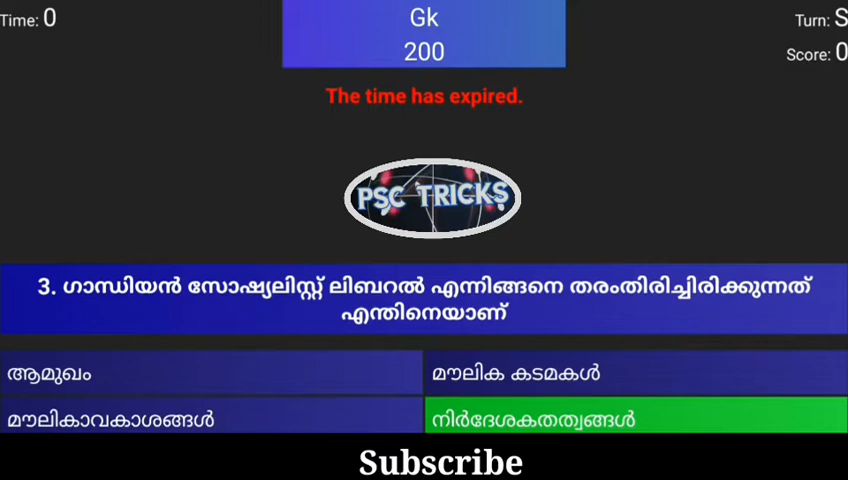 Time: 0
Gk
Turn: S
200
Score: 0
The time has expired.
PSC TRICKS
3. ഗാന്ധിയൻ സോഷ്യലിസ്റ്റ് ലിബറൽ എന്നിങ്ങനെ തരംതിരിച്ചിരിക്കുന്നത്
എന്തിനെയാണ്
ആമുഖം
മൗലിക കടമകൾ
മൗലികാവകാശങ്ങൾ
നിർദേശകതത്വങ്ങൾ
Subscribe